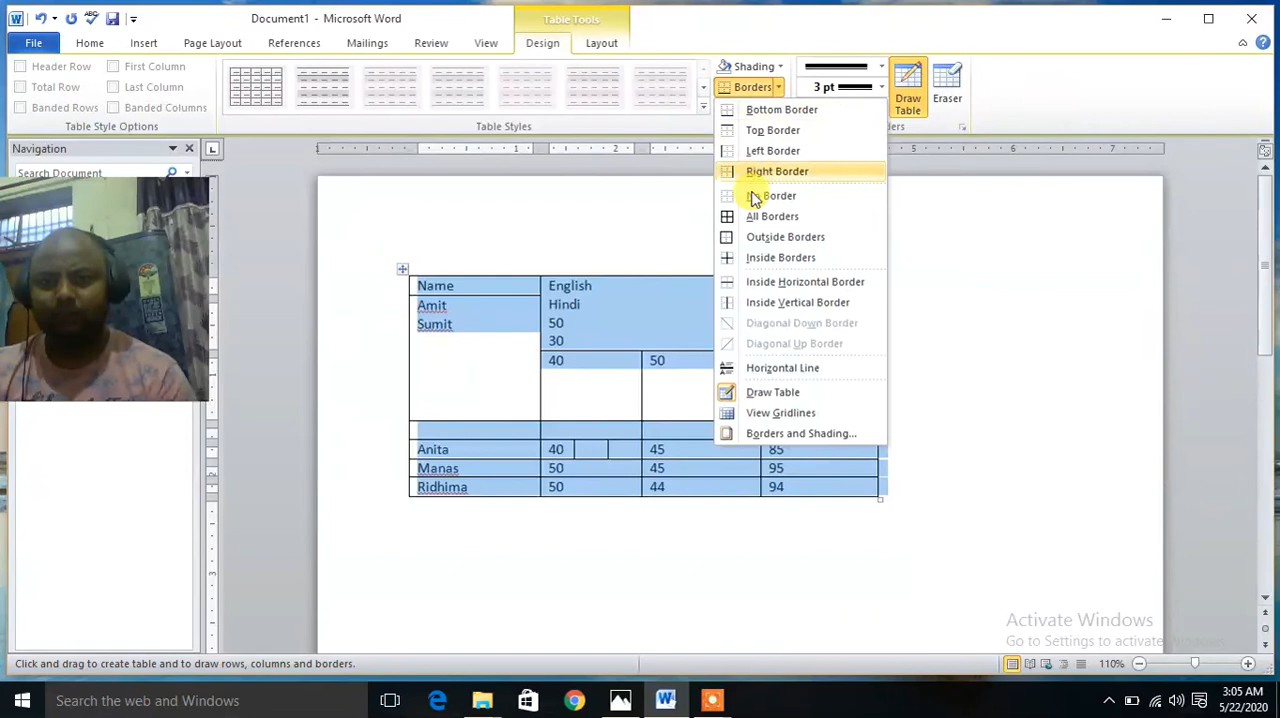 Document1 - Microsoft Word
Table Tools
File
Home
Insert
Page Layout
References
Mailings
Review
View
Design
Layout
Header Row
First Column
Total Row
Last Column
Banded Rows
Banded Columns
Table Style Options
Table Styles
Shading
Borders
3 pt
Draw
Table
Eraser
Bottom Border
Top Border
Left Border
Right Border
Border
All Borders
Outside Borders
Inside Borders
Inside Horizontal Border
Inside Vertical Border
Diagonal Down Border
Diagonal Up Border
Horizontal Line
Draw Table
View Gridlines
Borders and Shading...
Navigation
Search Document
1
2
5
6
7
Name
English
Amit
Hindi
Sumit
50
30
40
50
Anita
40
45
85
Manas
50
45
95
Ridhima
50
44
94
Activate Windows
Go to Settings to activate Windows.
Click and drag to create table and to draw rows, columns and borders.
110%
Search the web and Windows
3:05 AM
5/22/2020